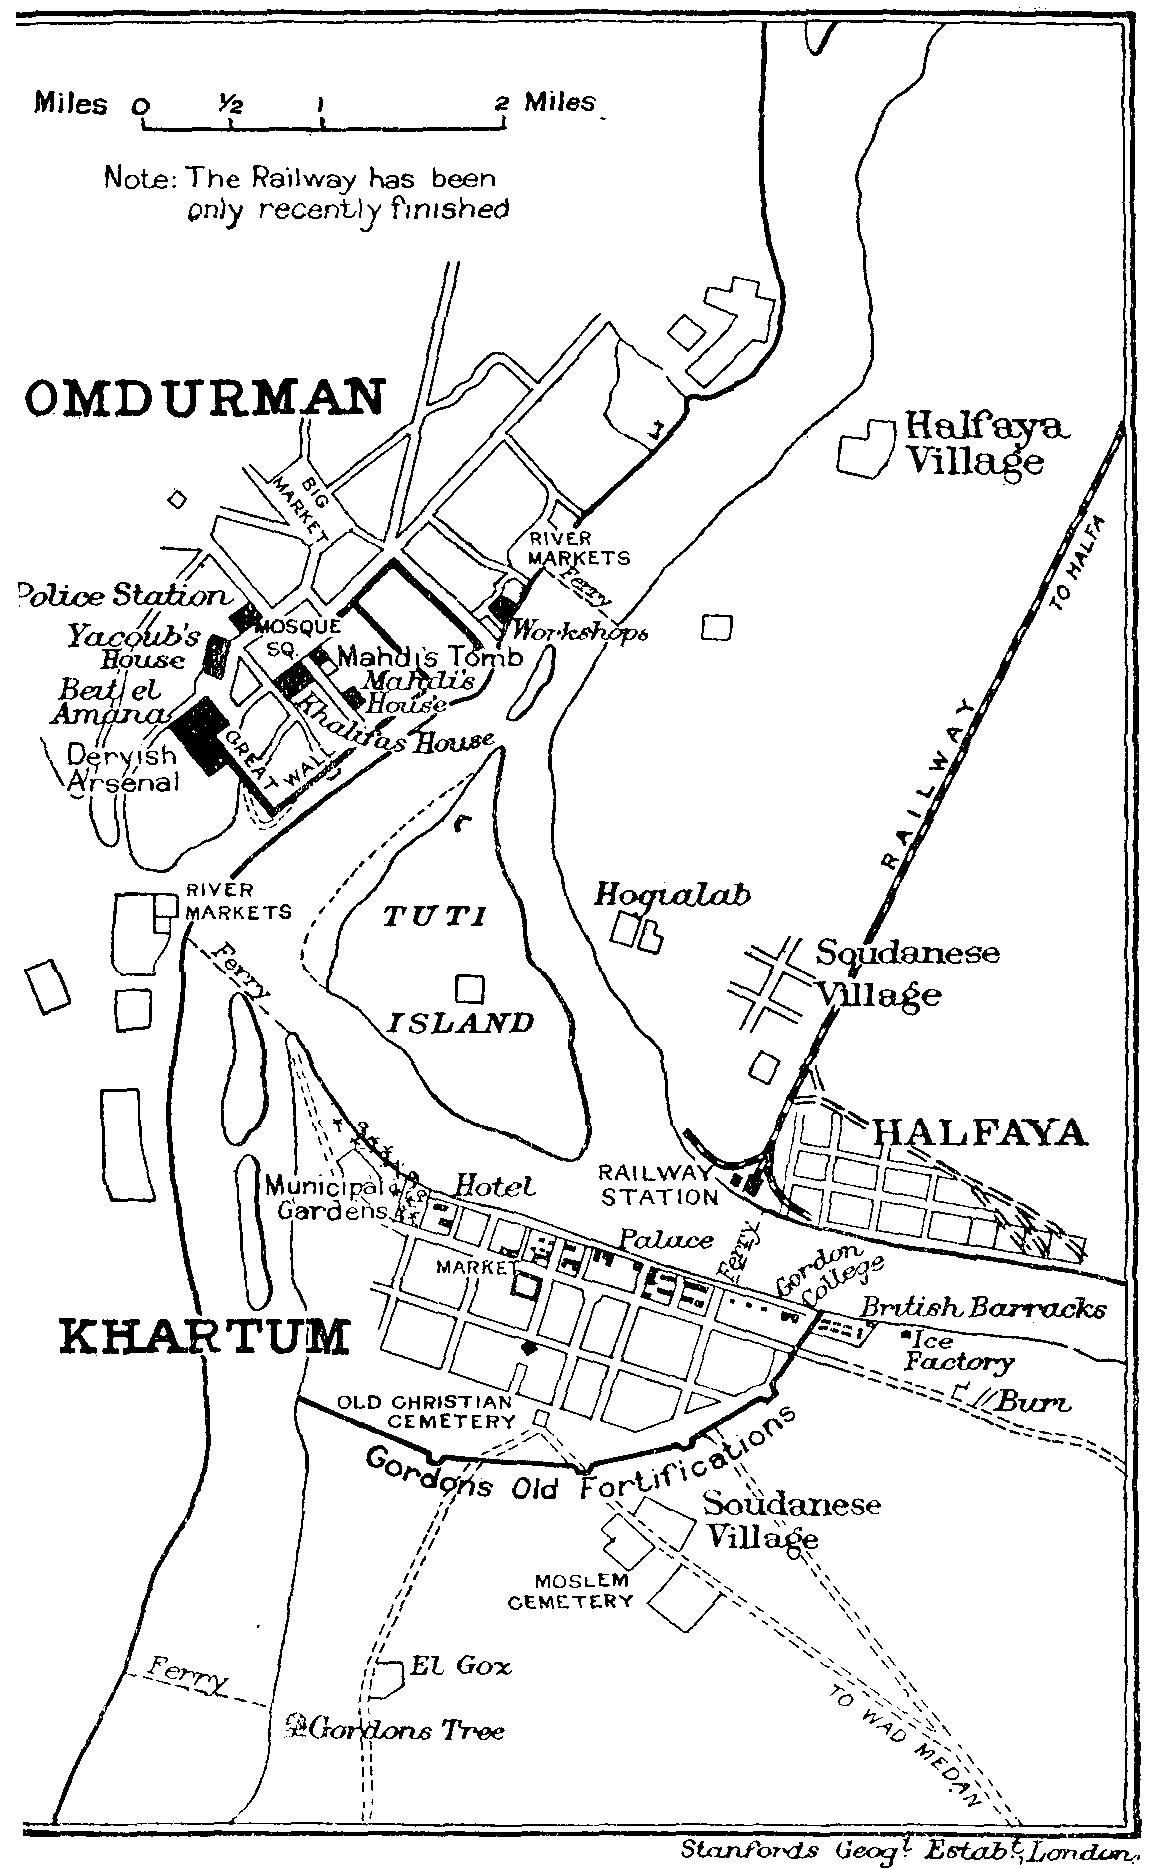 Miles 0 ½ 1 2 Miles
Note: The Railway has been
only recently finished
OMDURMAN
Halfaya
Village
BIG
MARKET
RIVER
MARKETS
Ferry
TO HALFA
Police Station
MOSQUE
SQ.
Workshops
Yacoub's
House
Mahdi's Tomb
Mahdi's
House
Beit el
Amana
Khalifas House
GREAT WALL
Dervish
Arsenal
RAILWAY
RIVER
MARKETS
Ferry
TUTI
ISLAND
Hogialab
Soudanese
Village
HALFAYA
RAILWAY
STATION
Municipal
Gardens
Hotel
Palace
Ferry
MARKET
Gordon
College
British Barracks
Ice
Factory
Burri
KHARTUM
OLD CHRISTIAN
CEMETERY
Gordons Old Fortifications
Soudanese
Village
MOSLEM
CEMETERY
Ferry
El Gox
Gordons Tree
TO WAD MEDAN
Stanfords Geogl. Estabt., London.